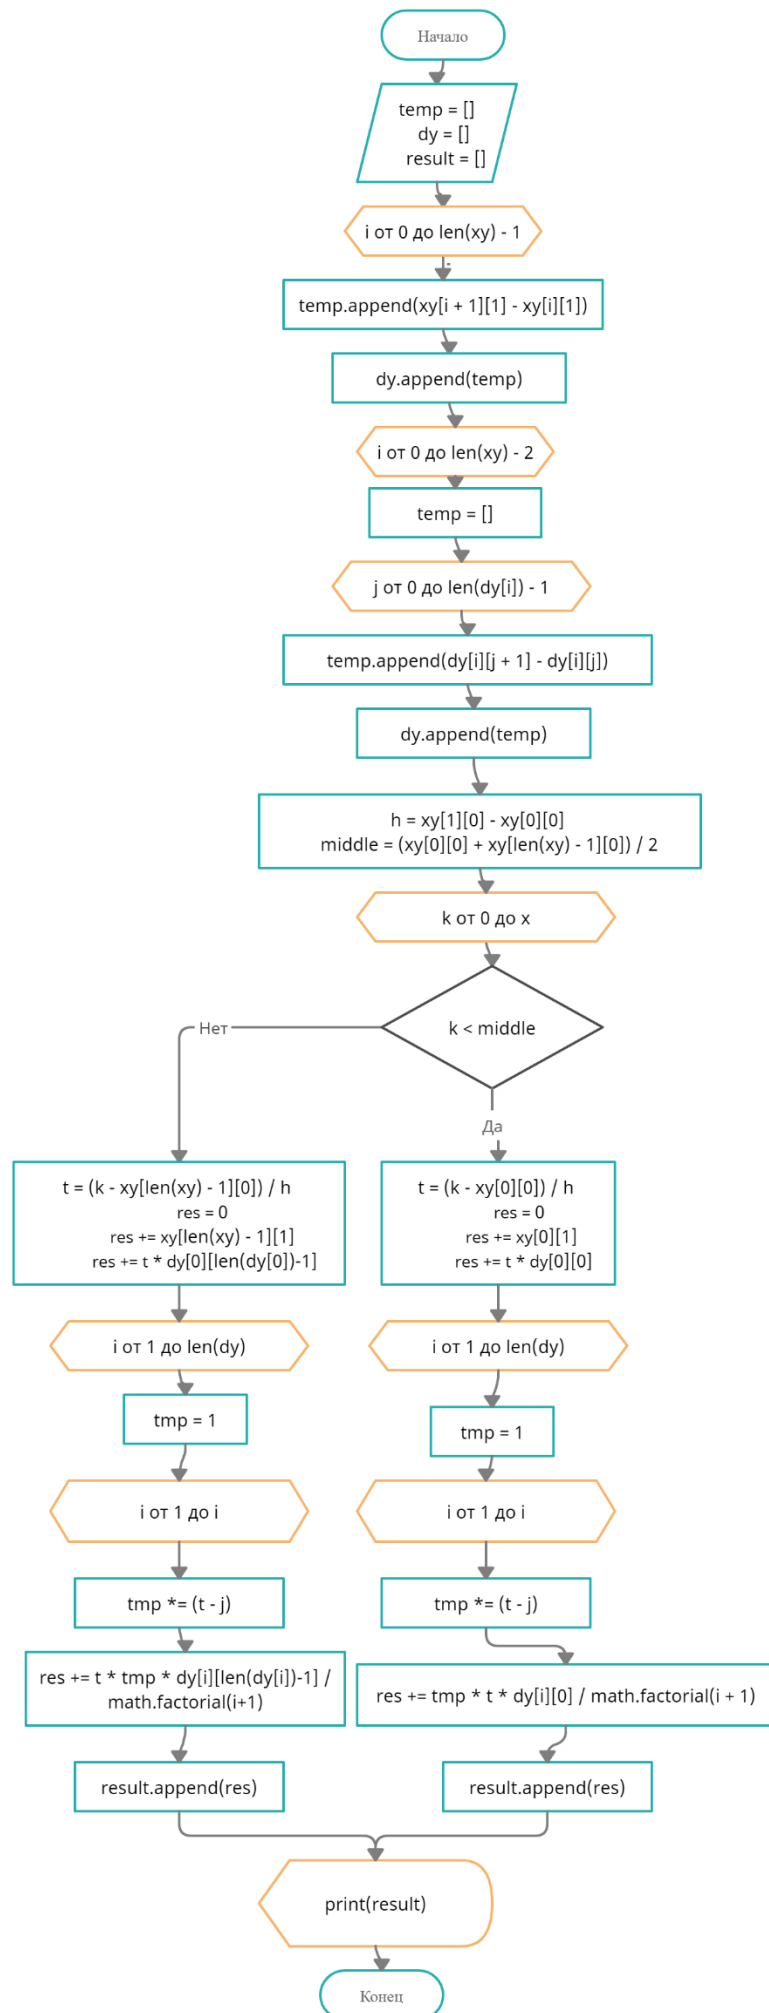 Начало
temp = []
dy = []
result = []
i от 0 до len(xy) - 1
temp.append(xy[i + 1][1] - xy[i][1])
dy.append(temp)
i от 0 до len(xy) - 2
temp = []
j от 0 до len(dy[i]) - 1
temp.append(dy[i][j + 1] - dy[i][j])
dy.append(temp)
h = xy[1][0] - xy[0][0]
middle = (xy[0][0] + xy[len(xy) - 1][0]) / 2
k от 0 до x
k < middle
Нет
Да
t = (k - xy[len(xy) - 1][0]) / h
res = 0
res += xy[len(xy) - 1][1]
res += t * dy[0][len(dy[0])-1]
t = (k - xy[0][0]) / h
res = 0
res += xy[0][1]
res += t * dy[0][0]
i от 1 до len(dy)
i от 1 до len(dy)
tmp = 1
tmp = 1
i от 1 до i
i от 1 до i
tmp *= (t - j)
tmp *= (t - j)
res += t * tmp * dy[i][len(dy[i])-1] /
math.factorial(i+1)
res += tmp * t * dy[i][0] / math.factorial(i + 1)
result.append(res)
result.append(res)
print(result)
Конец